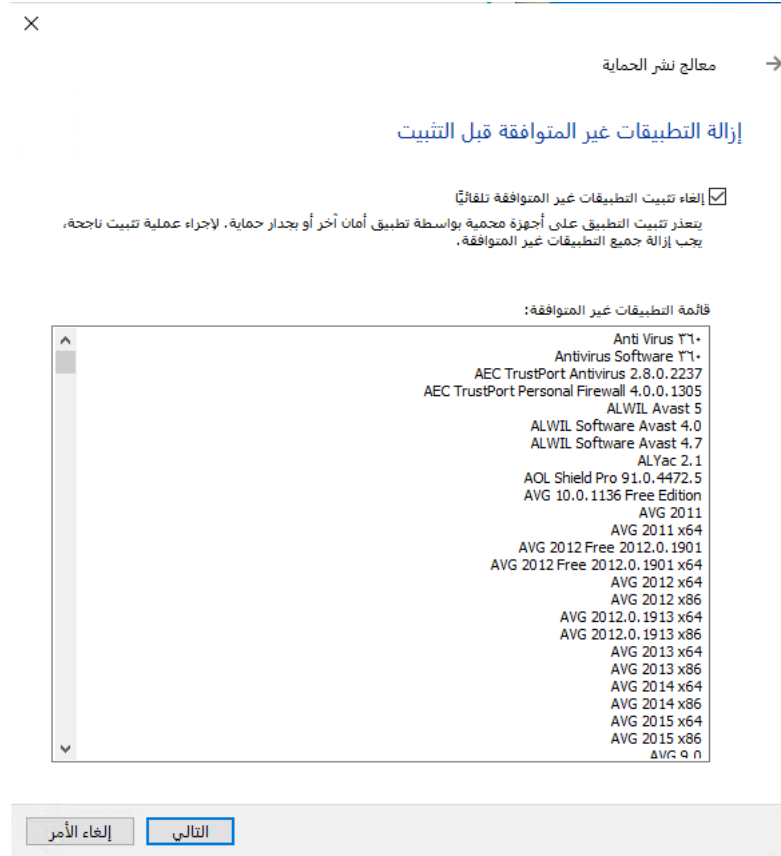 معالج نشر الحماية
إزالة التطبيقات غير المتوافقة قبل التثبيت
إلغاء تثبيت التطبيقات غير المتوافقة تلقائيًا
يتعذر تثبيت التطبيق على أجهزة محمية بواسطة تطبيق أمان آخر أو بجدار حماية. لإجراء عملية تثبيت ناجحة،
يجب إزالة جميع التطبيقات غير المتوافقة.
قائمة التطبيقات غير المتوافقة:
Anti Virus ٣٦٠
Antivirus Software ٣٦٠
AEC TrustPort Antivirus 2.8.0.2237
AEC TrustPort Personal Firewall 4.0.0.1305
ALWIL Avast 5
ALWIL Software Avast 4.0
ALWIL Software Avast 4.7
ALYac 2.1
AOL Shield Pro 91.0.4472.5
AVG 10.0.1136 Free Edition
AVG 2011
AVG 2011 x64
AVG 2012 Free 2012.0.1901
AVG 2012 Free 2012.0.1901 x64
AVG 2012 x64
AVG 2012 x86
AVG 2012.0.1913 x64
AVG 2012.0.1913 x86
AVG 2013 x64
AVG 2013 x86
AVG 2014 x64
AVG 2014 x86
AVG 2015 x64
AVG 2015 x86
AVG 9.0
التالي
إلغاء الأمر